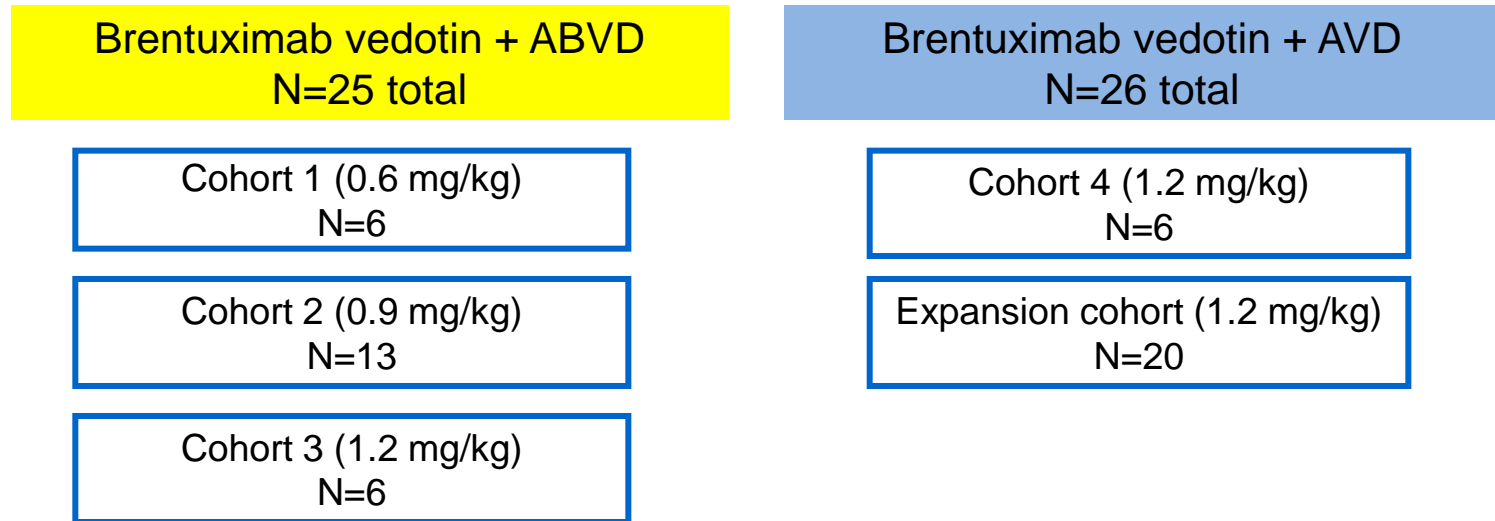 Brentuximab vedotin + ABVD
N=25 total
Cohort 1 (0.6 mg/kg)
N=6
Cohort 2 (0.9 mg/kg)
N=13
Cohort 3 (1.2 mg/kg)
N=6
Brentuximab vedotin + AVD
N=26 total
Cohort 4 (1.2 mg/kg)
N=6
Expansion cohort (1.2 mg/kg)
N=20